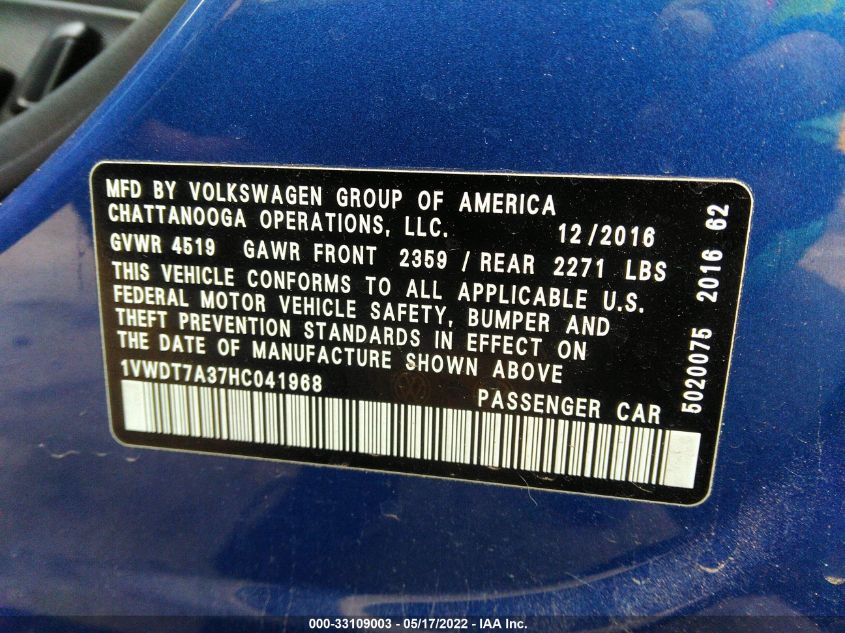 MFD BY VOLKSWAGEN GROUP OF AMERICA
CHATTANOOGA OPERATIONS, LLC. 12/2016
GVWR 4519 GAWR FRONT 2359 / REAR 2271 LBS
THIS VEHICLE CONFORMS TO ALL APPLICABLE U.S.
FEDERAL MOTOR VEHICLE SAFETY, BUMPER AND
THEFT PREVENTION STANDARDS IN EFFECT ON
THE DATE OF MANUFACTURE SHOWN ABOVE
1VWDT7A37HC041968 PASSENGER CAR
5020075 2016 62
000-33109003 - 05/17/2022 - IAA Inc.